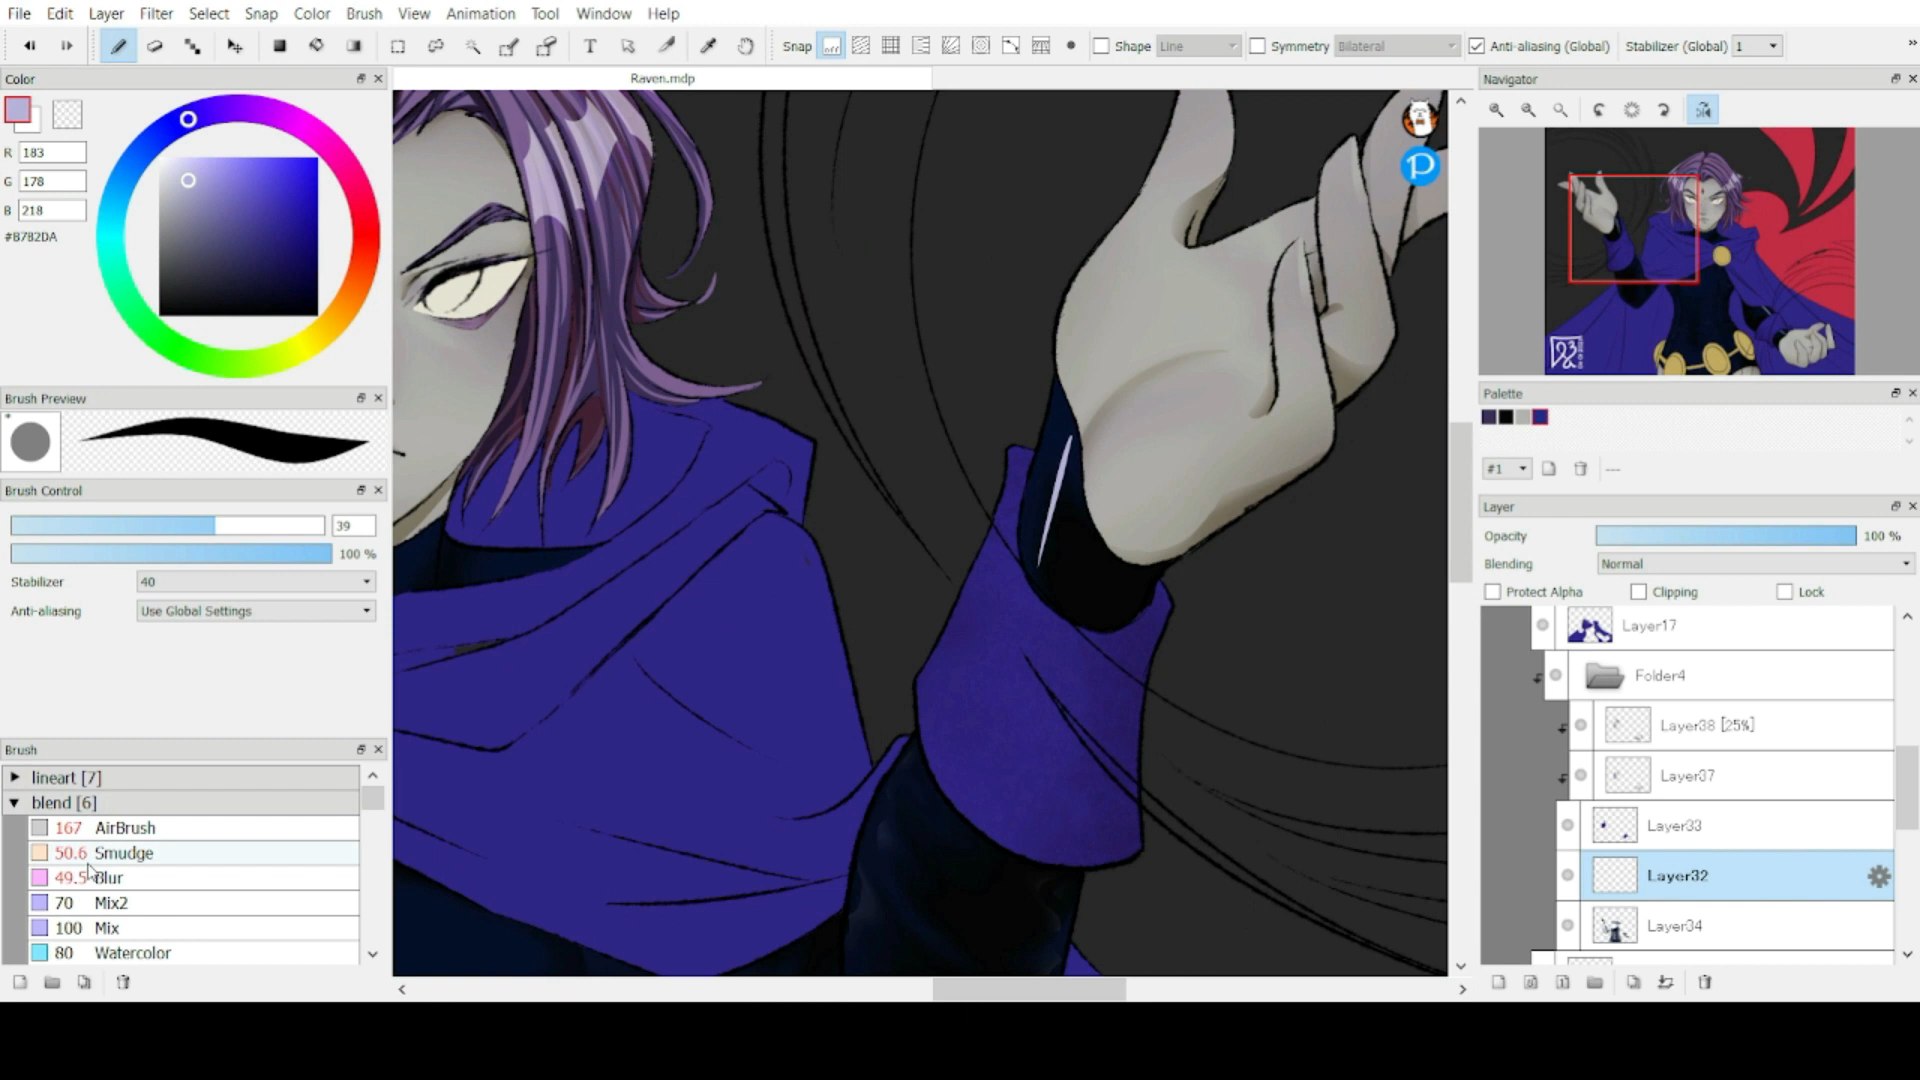 File Edit Layer Filter Select Snap Color Brush View Animation Tool Window Help
Snap off Shape Line Symmetry Bilateral Anti-aliasing (Global) Stabilizer (Global) 1 »
Color
Raven.mdp
Navigator
R 183
G 178
B 218
#B7B2DA
Brush Preview
Brush Control
39
100 %
Stabilizer 40
Anti-aliasing Use Global Settings
Brush
lineart [7]
blend [6]
167 AirBrush
50.6 Smudge
49.5 Blur
70 Mix2
100 Mix
80 Watercolor
P
Palette
#1 ---
Layer
Opacity 100 %
Blending Normal
Protect Alpha Clipping Lock
Layer17
Folder4
Layer38 [25%]
Layer37
Layer33
Layer32
Layer34